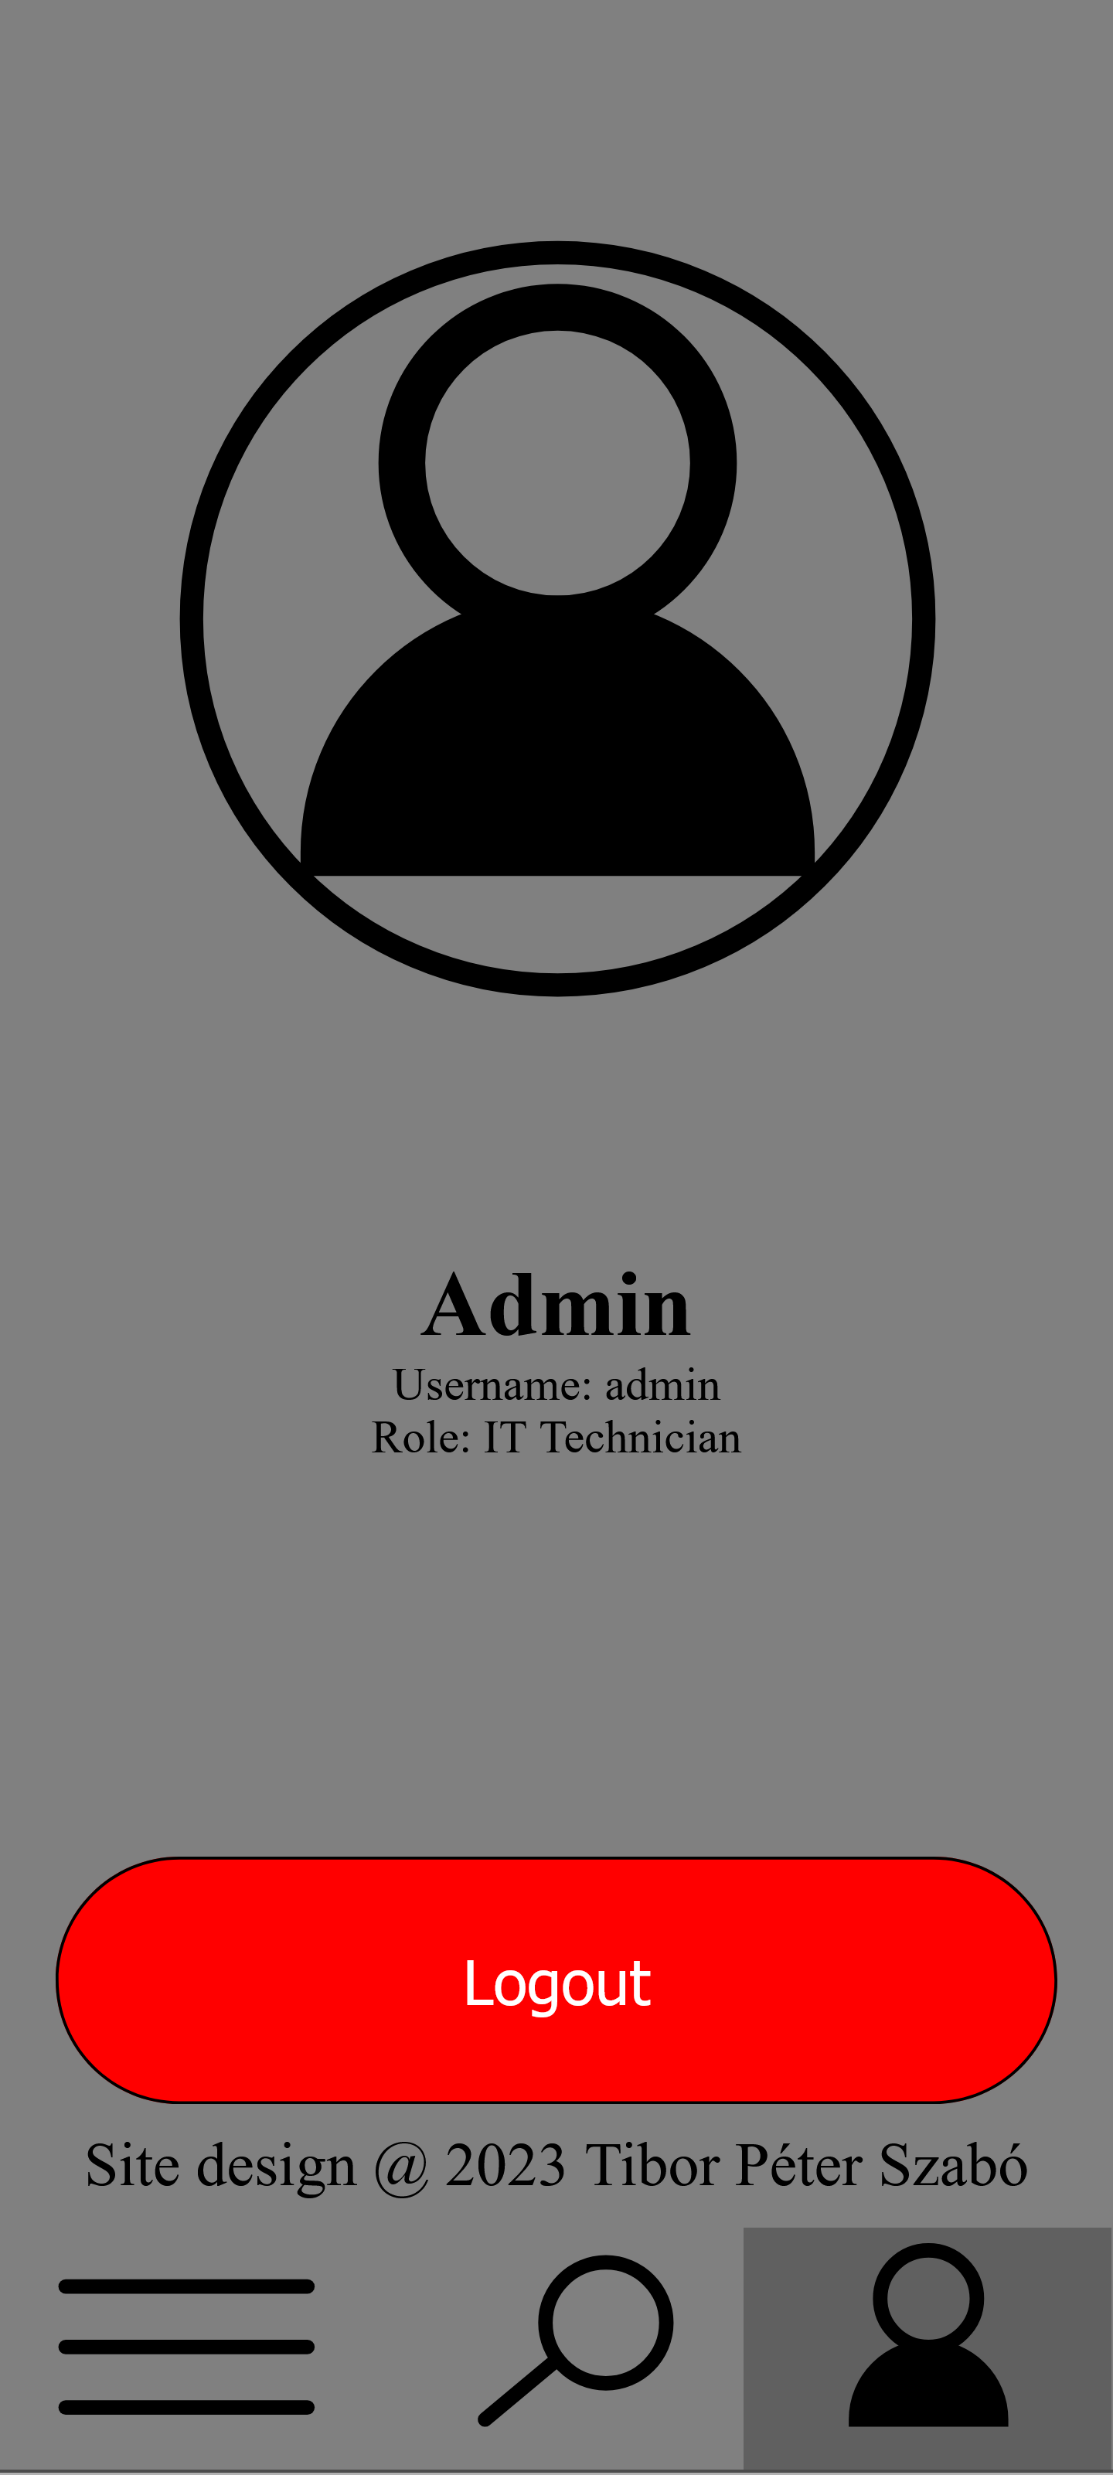 Admin
Username: admin
Role: IT Technician
Logout
Site design @ 2023 Tibor Péter Szabó